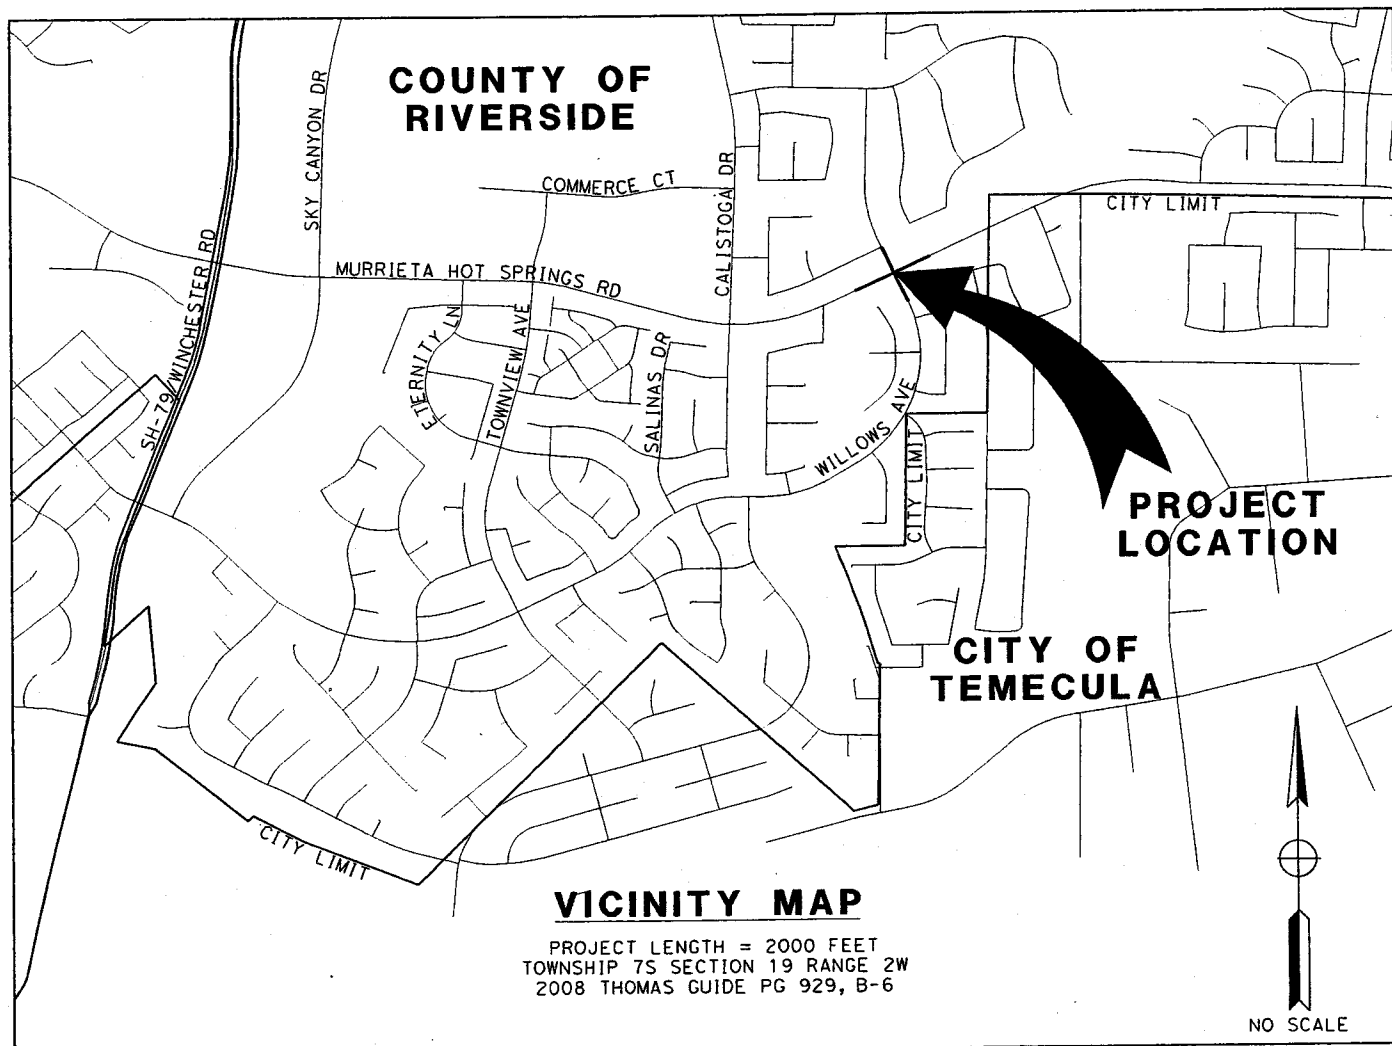 COUNTY OF
RIVERSIDE
SKY CANYON DR
COMMERCE CT
CALISTOGA DR
CITY LIMIT
SH-79/WINCHESTER RD
MURRIETA HOT SPRINGS RD
ETERNITY LN
TOWNVIEW AVE
SALINAS DR
WILLOWS AVE
CITY LIMIT
PROJECT
LOCATION
CITY OF
TEMECULA
CITY LIMIT
VICINITY MAP
PROJECT LENGTH = 2000 FEET
TOWNSHIP 7S SECTION 19 RANGE 2W
2008 THOMAS GUIDE PG 929, B-6
NO SCALE